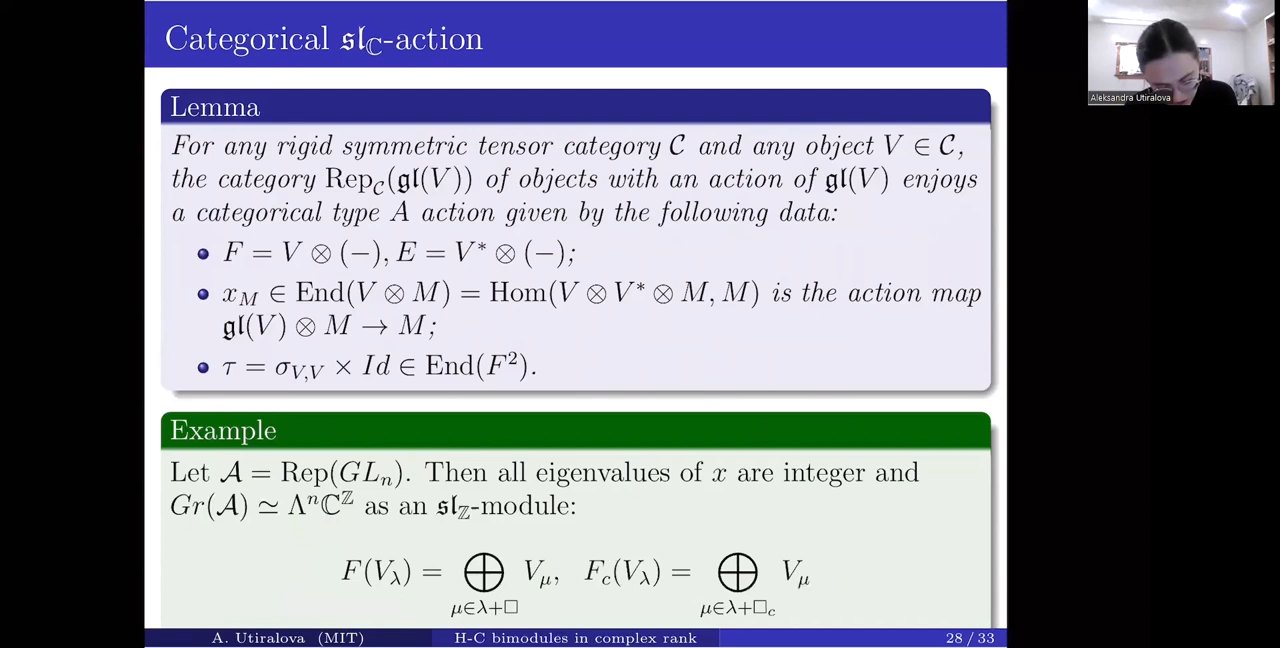 Categorical 𝔰𝔩_ℂ-action
Lemma
For any rigid symmetric tensor category 𝒞 and any object V ∈ 𝒞,
the category Rep_𝒞(𝔤𝔩(V)) of objects with an action of 𝔤𝔩(V) enjoys
a categorical type A action given by the following data:
F = V ⊗ (−), E = V* ⊗ (−);
x_M ∈ End(V ⊗ M) = Hom(V ⊗ V* ⊗ M, M) is the action map
𝔤𝔩(V) ⊗ M → M;
τ = σ_{V,V} × Id ∈ End(F²).
Example
Let 𝒜 = Rep(GL_n). Then all eigenvalues of x are integer and
Gr(𝒜) ≃ Λⁿℂ^ℤ as an 𝔰𝔩_ℤ-module:
F(V_λ) = ⨁_{μ∈λ+□} V_μ, F_c(V_λ) = ⨁_{μ∈λ+□_c} V_μ
A. Utiralova (MIT) H-C bimodules in complex rank 28 / 33
Aleksandra Utiralova